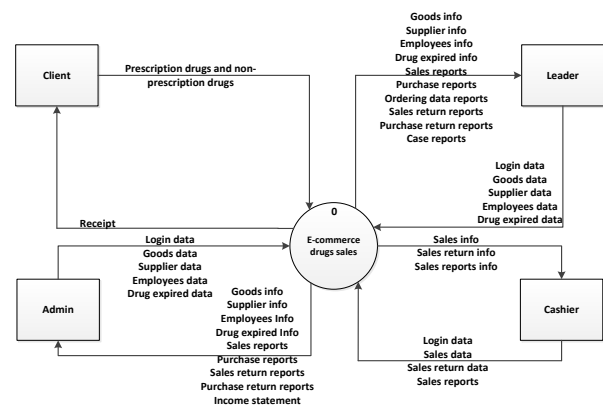 Client
Prescription drugs and non-
prescription drugs
Goods info
Supplier info
Employees info
Drug expired info
Sales reports
Purchase reports
Ordering data reports
Sales return reports
Purchase return reports
Case reports
Leader
Login data
Goods data
Supplier data
Employees data
Drug expired data
Receipt
0
E-commerce
drugs sales
Login data
Goods data
Supplier data
Employees data
Drug expired data
Admin
Goods info
Supplier info
Employees Info
Drug expired Info
Sales reports
Purchase reports
Sales return reports
Purchase return reports
Income statement
Sales info
Sales return info
Sales reports info
Cashier
Login data
Sales data
Sales return data
Sales reports